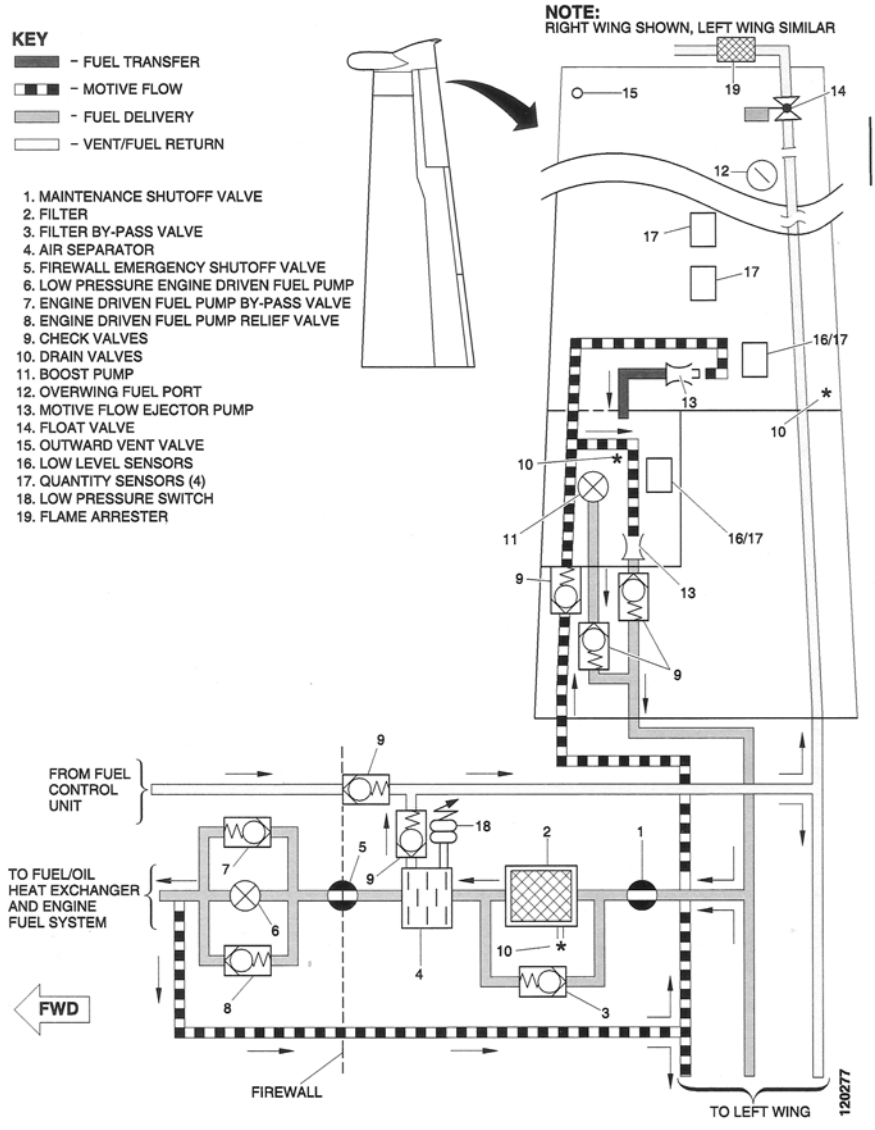 NOTE:
RIGHT WING SHOWN, LEFT WING SIMILAR
KEY
- FUEL TRANSFER
- MOTIVE FLOW
- FUEL DELIVERY
- VENT/FUEL RETURN
1. MAINTENANCE SHUTOFF VALVE
2. FILTER
3. FILTER BY-PASS VALVE
4. AIR SEPARATOR
5. FIREWALL EMERGENCY SHUTOFF VALVE
6. LOW PRESSURE ENGINE DRIVEN FUEL PUMP
7. ENGINE DRIVEN FUEL PUMP BY-PASS VALVE
8. ENGINE DRIVEN FUEL PUMP RELIEF VALVE
9. CHECK VALVES
10. DRAIN VALVES
11. BOOST PUMP
12. OVERWING FUEL PORT
13. MOTIVE FLOW EJECTOR PUMP
14. FLOAT VALVE
15. OUTWARD VENT VALVE
16. LOW LEVEL SENSORS
17. QUANTITY SENSORS (4)
18. LOW PRESSURE SWITCH
19. FLAME ARRESTER
19
15
14
12
17
17
16/17
13
10 *
10 *
11
16/17
9
13
9
9
FROM FUEL
CONTROL
UNIT
18
7
5
9
2
1
TO FUEL/OIL
HEAT EXCHANGER
AND ENGINE
FUEL SYSTEM
6
10 *
4
8
3
FWD
FIREWALL
TO LEFT WING
120277